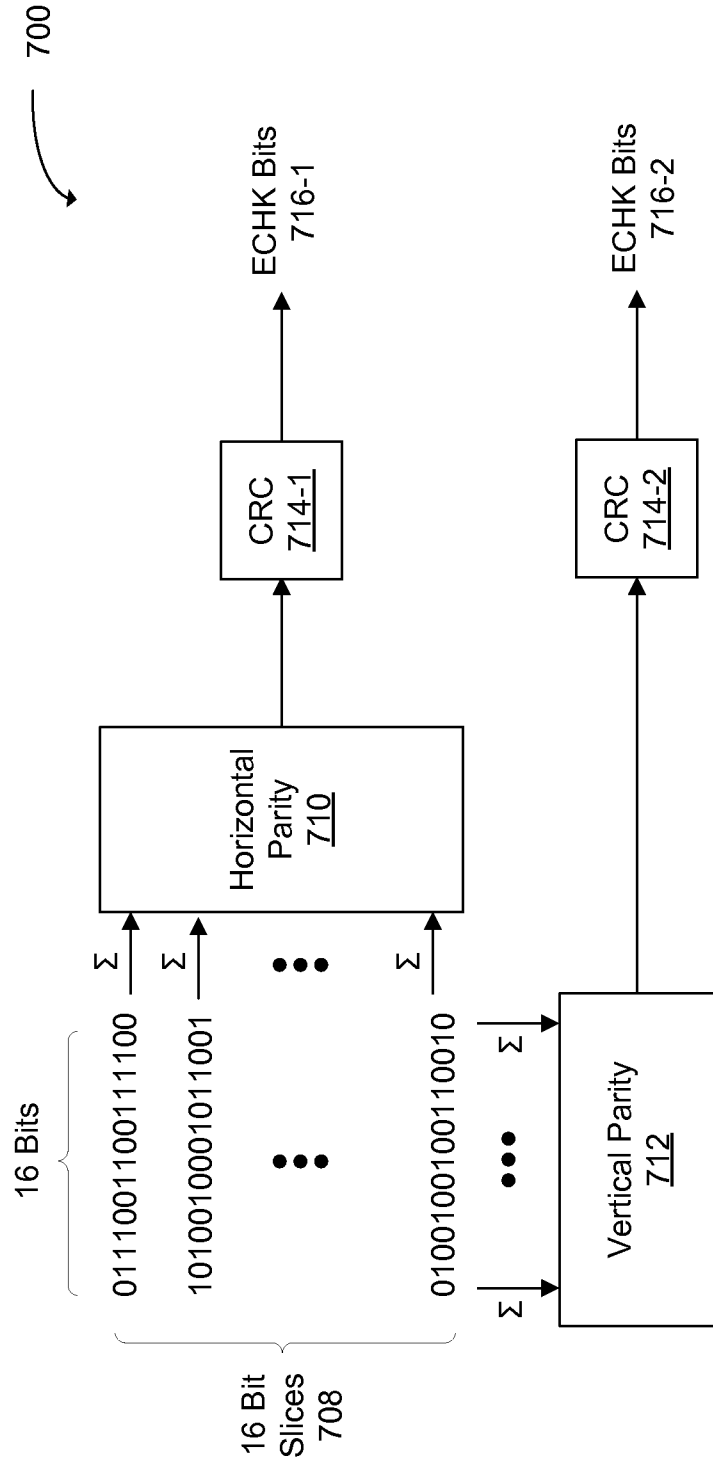 700
16 Bits
0111001100111100
Σ
1010010001011001
Σ
16 Bit
Slices
708
0100100100110010
Σ
Horizontal
Parity
710
CRC
714-1
ECHK Bits
716-1
Σ
Σ
Vertical Parity
712
CRC
714-2
ECHK Bits
716-2